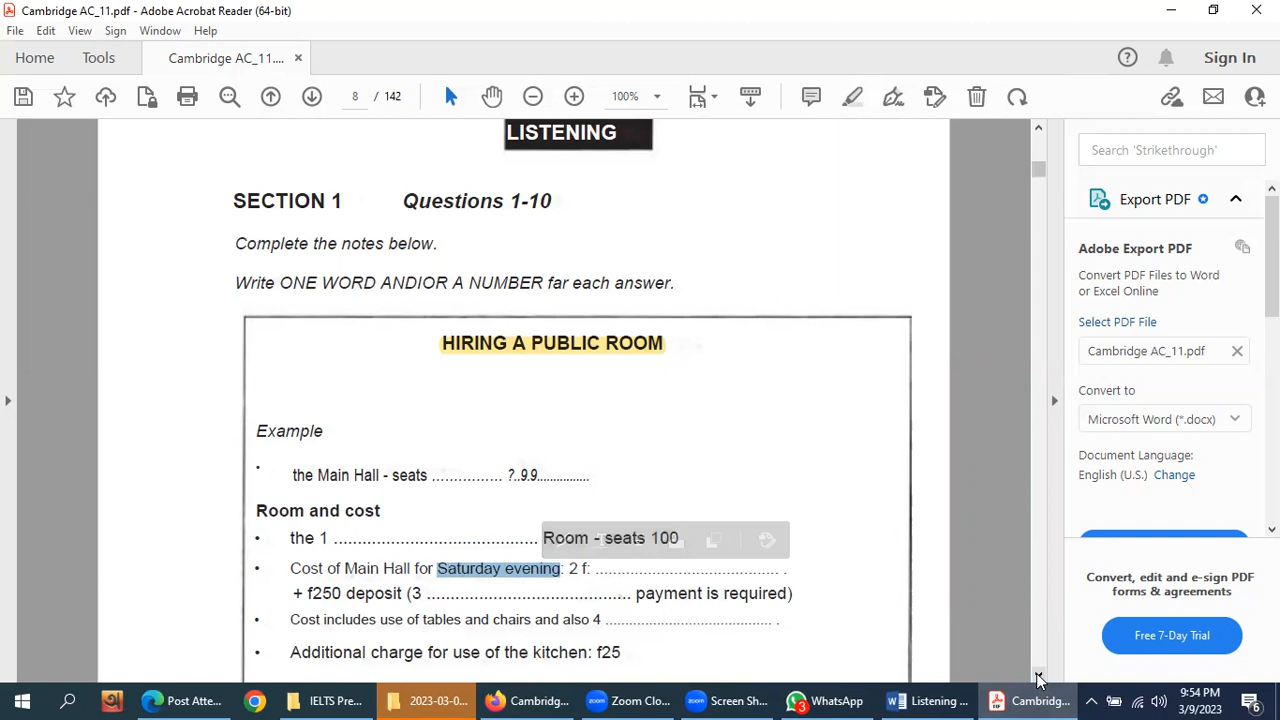 Cambridge AC_11.pdf - Adobe Acrobat Reader (64-bit)
File Edit View Sign Window Help
Home Tools Cambridge AC_11.... × Sign In
8 / 142 100%
LISTENING
Search 'Strikethrough'
SECTION 1 Questions 1-10
Export PDF
Complete the notes below.
Adobe Export PDF
Convert PDF Files to Word
or Excel Online
Write ONE WORD ANDIOR A NUMBER far each answer.
Select PDF File
HIRING A PUBLIC ROOM
Cambridge AC_11.pdf
Convert to
Microsoft Word (*.docx)
Example
Document Language:
English (U.S.) Change
• the Main Hall - seats ................ ?..9.9...............
Room and cost
• the 1 ........................................ Room - seats 100
• Cost of Main Hall for Saturday evening: 2 f: ........................................ .
+ f250 deposit (3 ........................................ payment is required)
• Cost includes use of tables and chairs and also 4 ........................................ .
• Additional charge for use of the kitchen: f25
Convert, edit and e-sign PDF
forms & agreements
Free 7-Day Trial
Post Atte... IELTS Pre... 2023-03-0... Cambridg... Zoom Clo... Screen Sh... 3 WhatsApp Listening ... Cambridg... 9:54 PM
3/9/2023 6